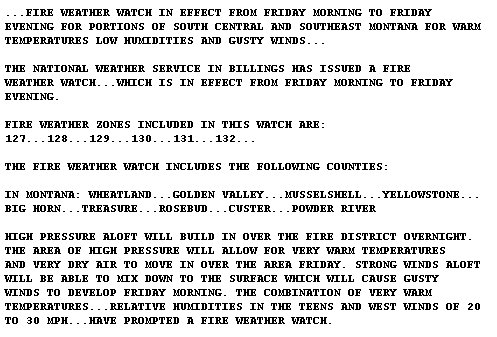 ...FIRE WEATHER WATCH IN EFFECT FROM FRIDAY MORNING TO FRIDAY
EVENING FOR PORTIONS OF SOUTH CENTRAL AND SOUTHEAST MONTANA FOR WARM
TEMPERATURES LOW HUMIDITIES AND GUSTY WINDS...
THE NATIONAL WEATHER SERVICE IN BILLINGS HAS ISSUED A FIRE
WEATHER WATCH...WHICH IS IN EFFECT FROM FRIDAY MORNING TO FRIDAY
EVENING.
FIRE WEATHER ZONES INCLUDED IN THIS WATCH ARE:
127...128...129...130...131...132...
THE FIRE WEATHER WATCH INCLUDES THE FOLLOWING COUNTIES:
IN MONTANA: WHEATLAND...GOLDEN VALLEY...MUSSELSHELL...YELLOWSTONE...
BIG HORN...TREASURE...ROSEBUD...CUSTER...POWDER RIVER
HIGH PRESSURE ALOFT WILL BUILD IN OVER THE FIRE DISTRICT OVERNIGHT.
THE AREA OF HIGH PRESSURE WILL ALLOW FOR VERY WARM TEMPERATURES
AND VERY DRY AIR TO MOVE IN OVER THE AREA FRIDAY. STRONG WINDS ALOFT
WILL BE ABLE TO MIX DOWN TO THE SURFACE WHICH WILL CAUSE GUSTY
WINDS TO DEVELOP FRIDAY MORNING. THE COMBINATION OF VERY WARM
TEMPERATURES...RELATIVE HUMIDITIES IN THE TEENS AND WEST WINDS OF 20
TO 30 MPH...HAVE PROMPTED A FIRE WEATHER WATCH.